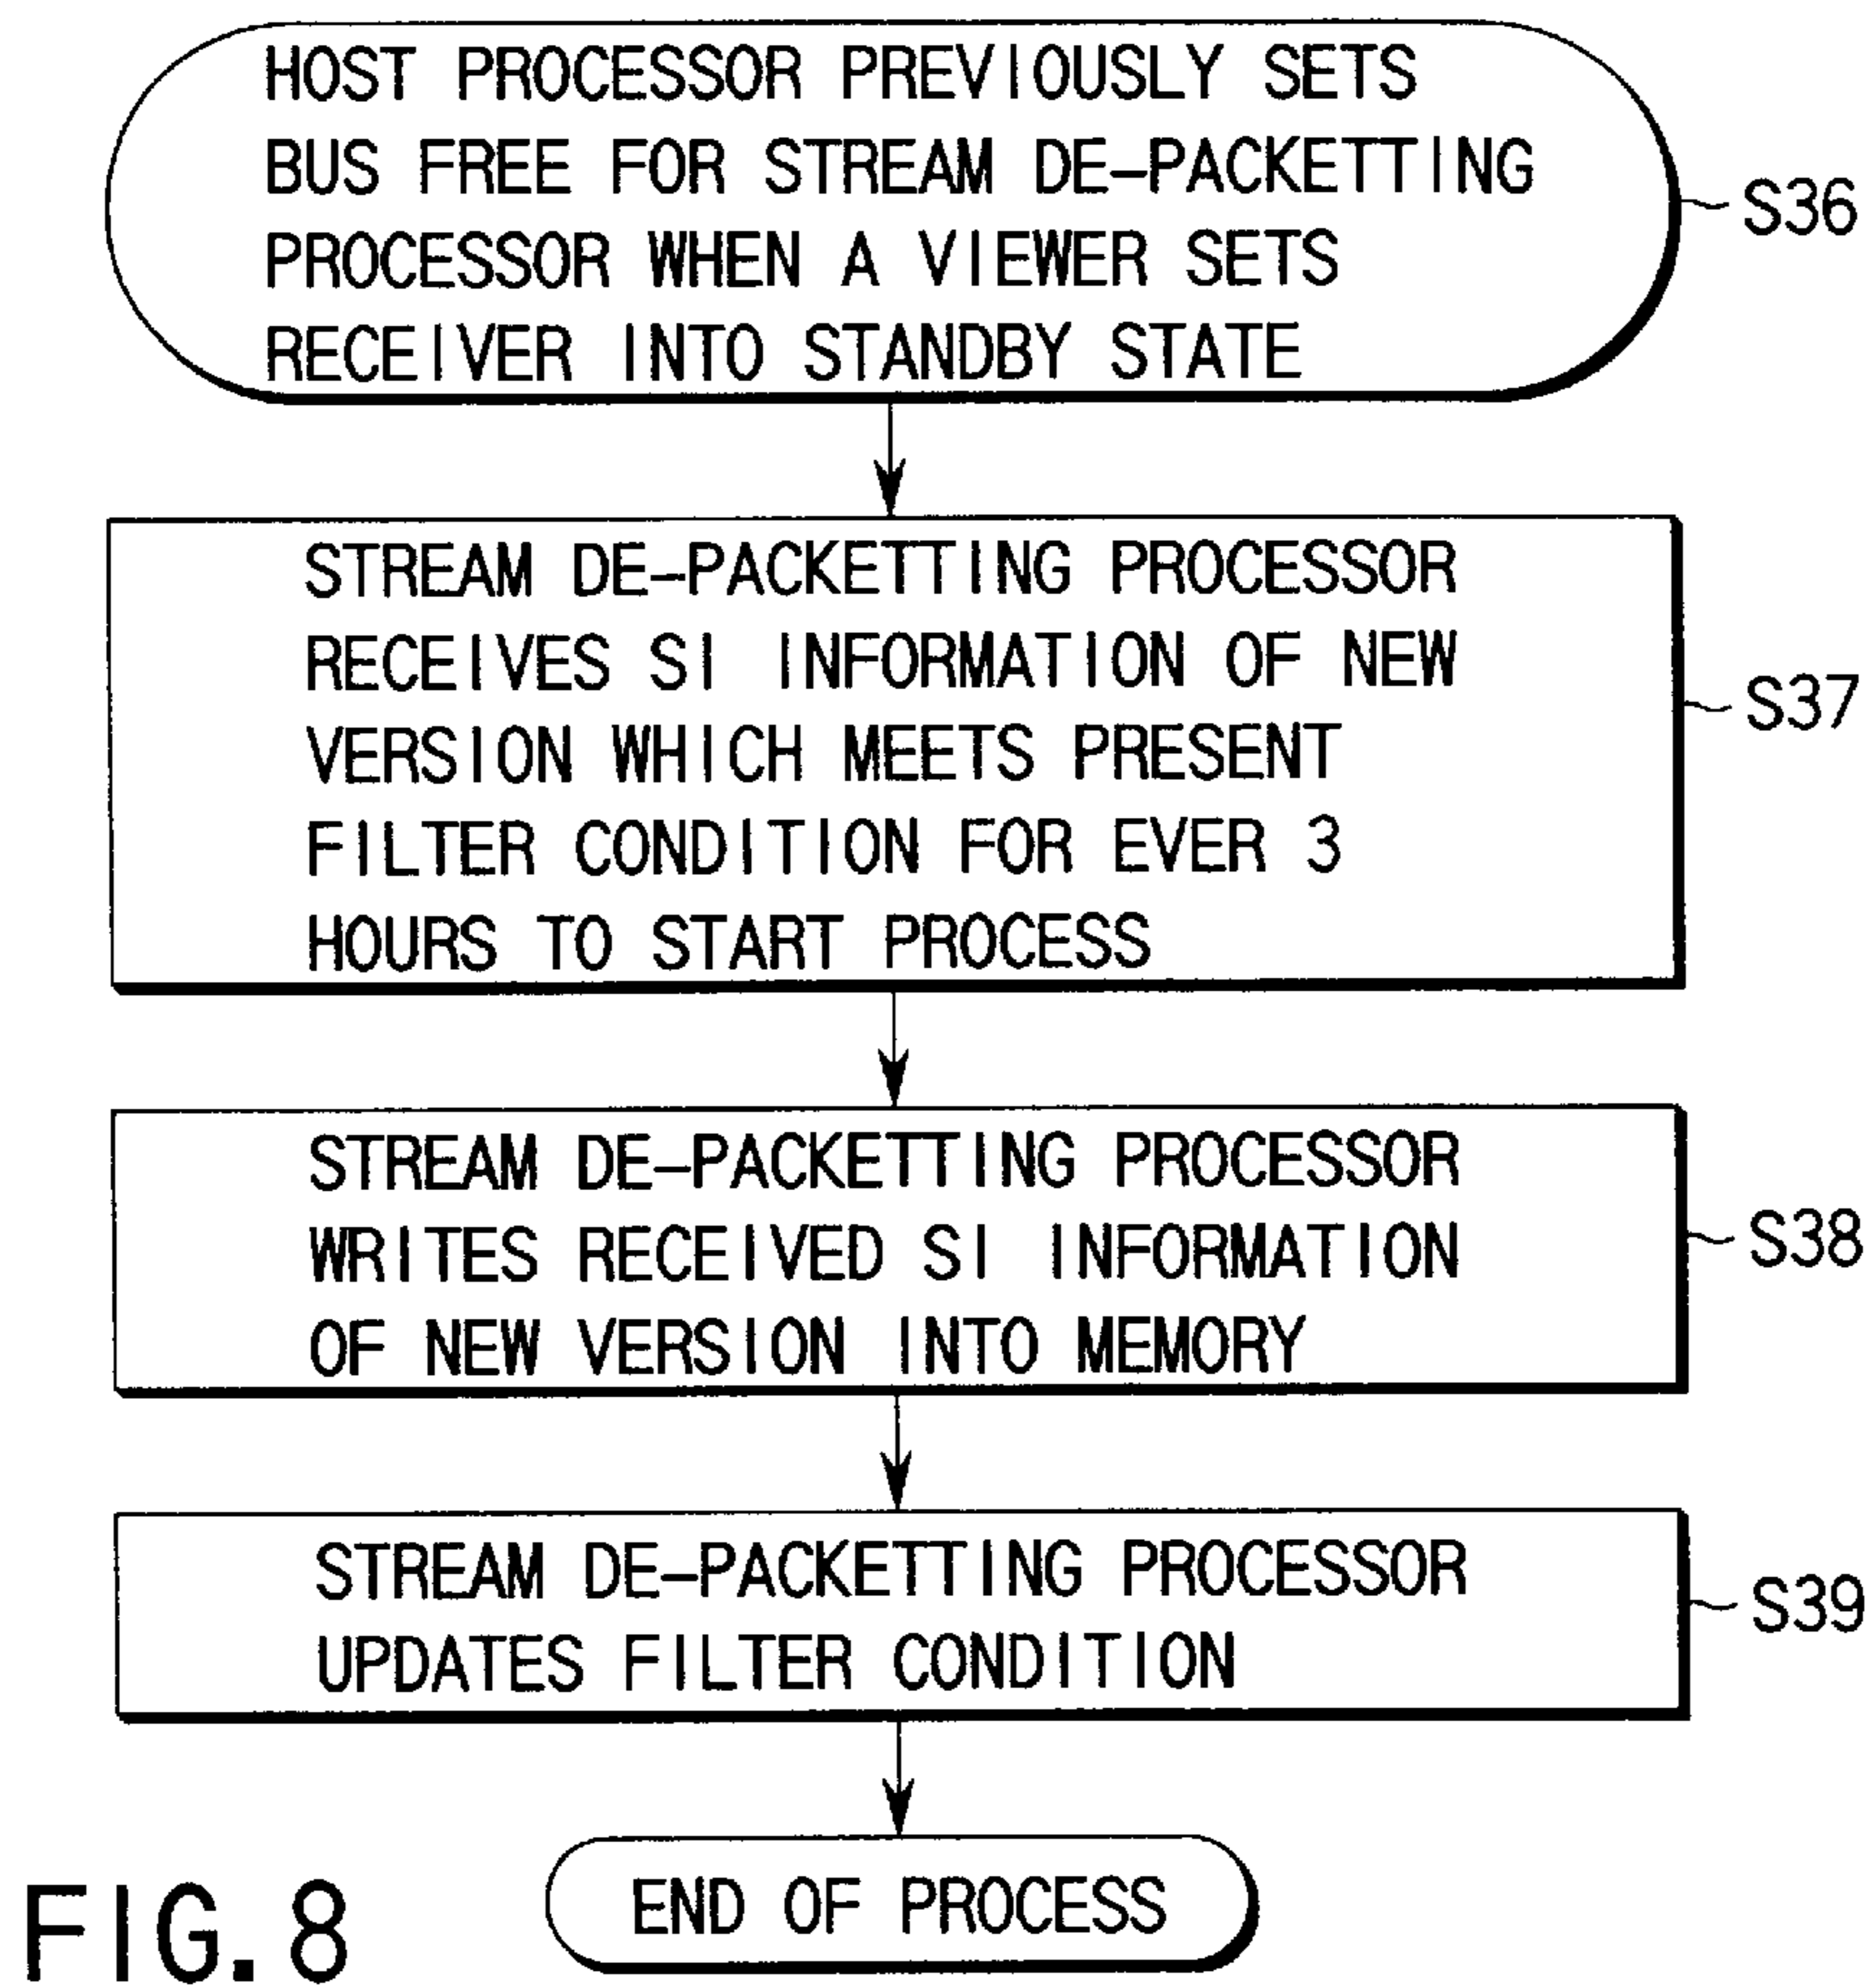 HOST PROCESSOR PREVIOUSLY SETS
BUS FREE FOR STREAM DE-PACKETTING
PROCESSOR WHEN A VIEWER SETS
RECEIVER INTO STANDBY STATE
S36
STREAM DE-PACKETTING PROCESSOR
RECEIVES SI INFORMATION OF NEW
VERSION WHICH MEETS PRESENT
FILTER CONDITION FOR EVER 3
HOURS TO START PROCESS
S37
STREAM DE-PACKETTING PROCESSOR
WRITES RECEIVED SI INFORMATION
OF NEW VERSION INTO MEMORY
S38
STREAM DE-PACKETTING PROCESSOR
UPDATES FILTER CONDITION
S39
END OF PROCESS
FIG.8